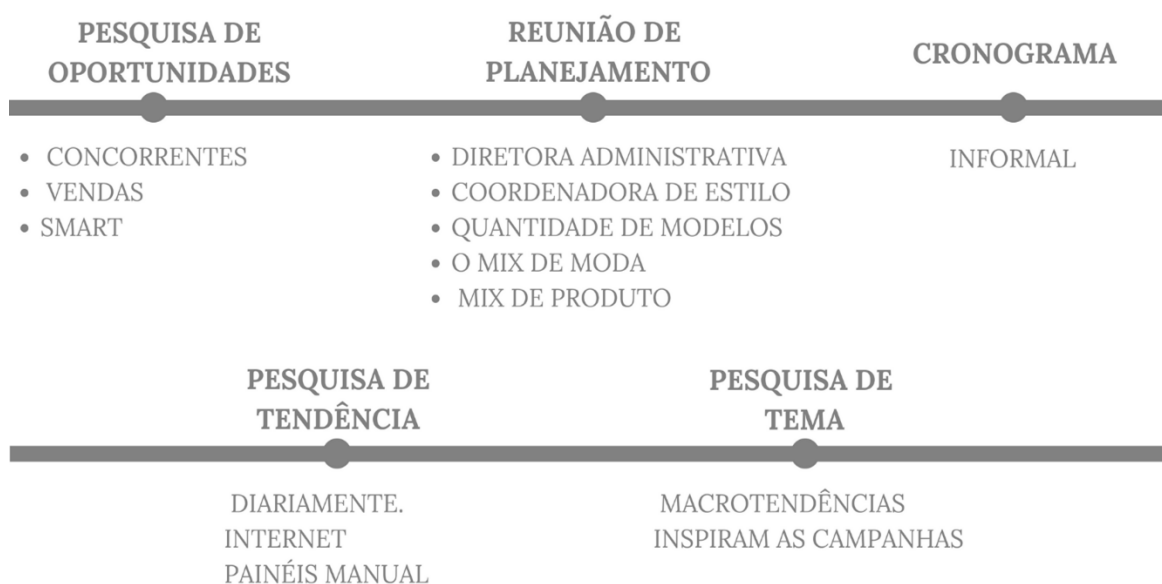 PESQUISA DE
OPORTUNIDADES
• CONCORRENTES
• VENDAS
• SMART
REUNIÃO DE
PLANEJAMENTO
• DIRETORA ADMINISTRATIVA
• COORDENADORA DE ESTILO
• QUANTIDADE DE MODELOS
• O MIX DE MODA
• MIX DE PRODUTO
CRONOGRAMA
INFORMAL
PESQUISA DE
TENDÊNCIA
DIARIAMENTE.
INTERNET
PAINÉIS MANUAL
PESQUISA DE
TEMA
MACROTENDÊNCIAS
INSPIRAM AS CAMPANHAS